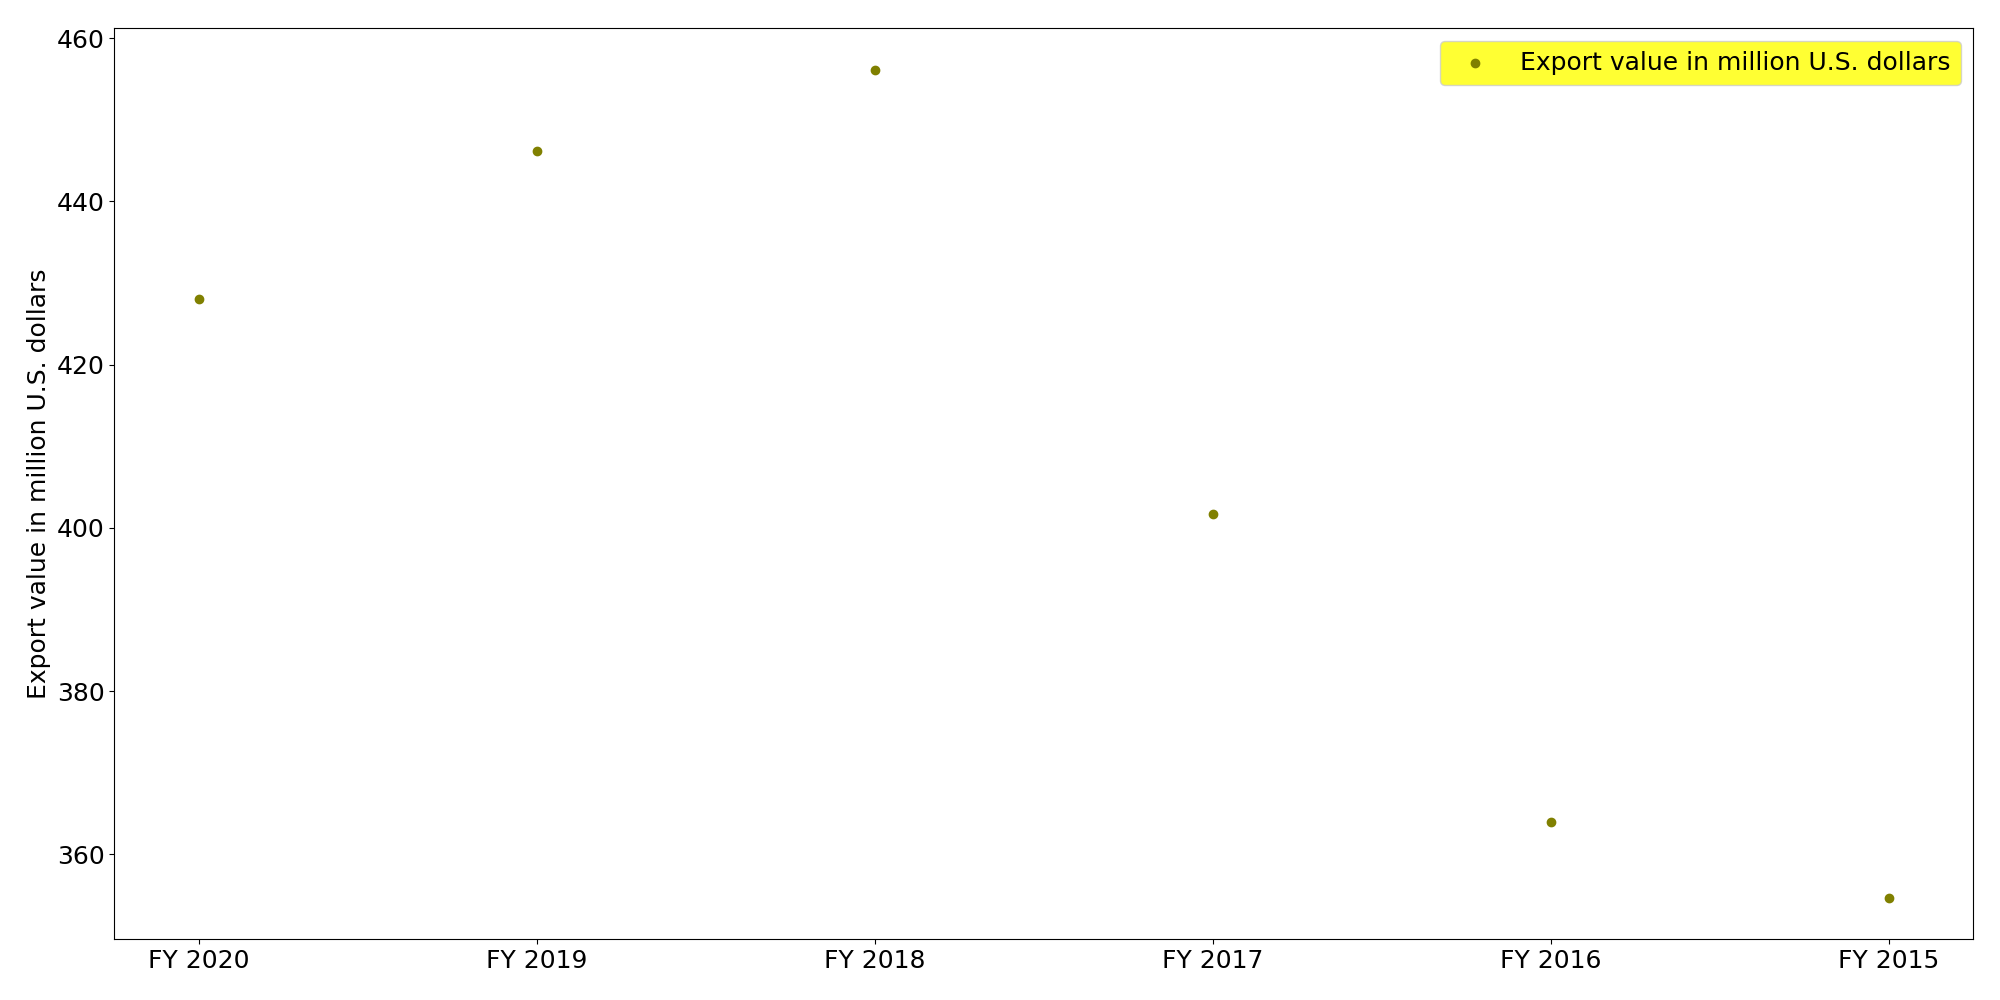 Export value in million U.S. dollars
460
440
420
400
380
360
Export value in million U.S. dollars
FY 2020
FY 2019
FY 2018
FY 2017
FY 2016
FY 2015